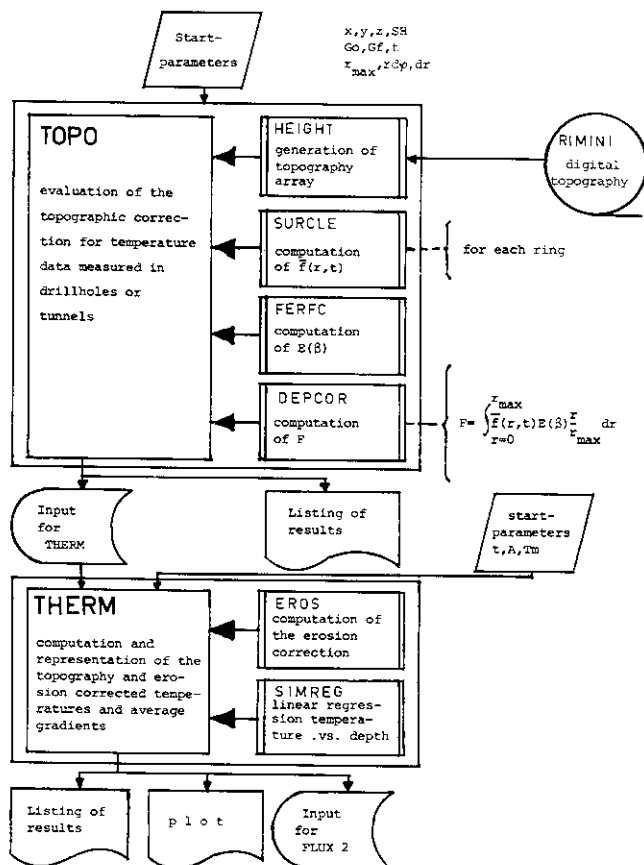 Start-
parameters
x,y,z,SH
Go,Gf,t
r_max,rdφ,dr
TOPO
evaluation of the
topographic correc-
tion for temperature
data measured in
drillholes or
tunnels
HEIGHT
generation of
topography
array
RIMINI
digital
topography
SURCLE
computation
of f̅(r,t)
for each ring
FERFC
computation
of E(β)
DEPCOR
computation
of F
F= ∫_{r=0}^{r_max} f̅(r,t)E(β) r/r_max dr
Input
for
THERM
Listing of
results
start-
parameters
t,A,Tm
THERM
computation and
representation of the
topography and ero-
sion corrected tempe-
ratures and average
gradients
EROS
computation of
the erosion
correction
SIMREG
linear regres-
sion tempera-
ture .vs. depth
Listing of
results
plot
Input
for
FLUX 2